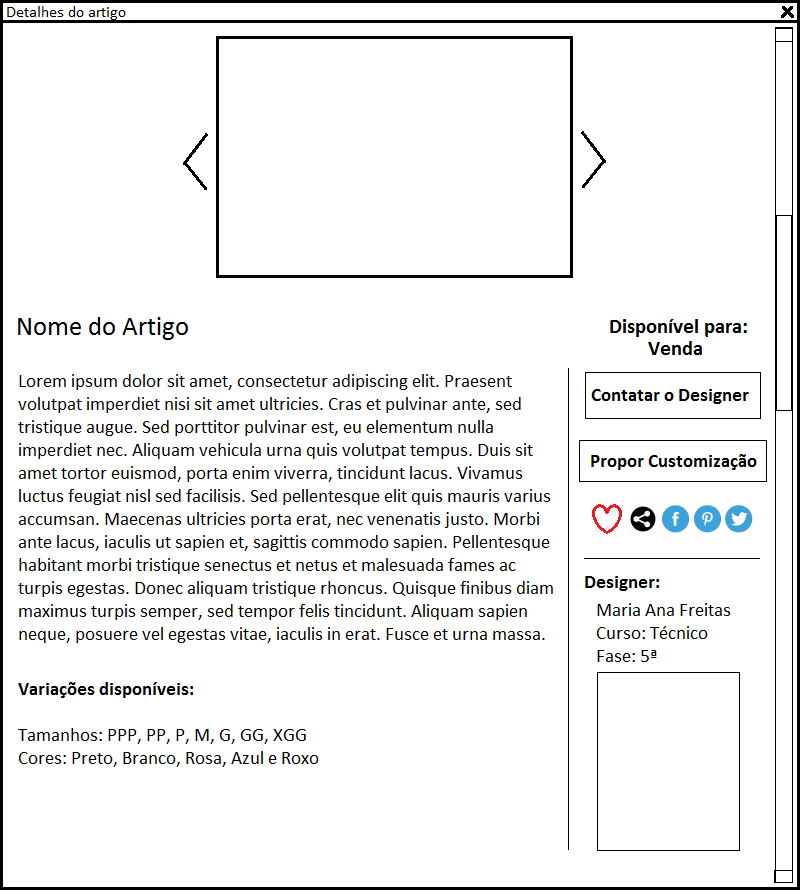 Detalhes do artigo
Nome do Artigo
Lorem ipsum dolor sit amet, consectetur adipiscing elit. Praesent
volutpat imperdiet nisi sit amet ultricies. Cras et pulvinar ante, sed
tristique augue. Sed porttitor pulvinar est, eu elementum nulla
imperdiet nec. Aliquam vehicula urna quis volutpat tempus. Duis sit
amet tortor euismod, porta enim viverra, tincidunt lacus. Vivamus
luctus feugiat nisl sed facilisis. Sed pellentesque elit quis mauris varius
accumsan. Maecenas ultricies porta erat, nec venenatis justo. Morbi
ante lacus, iaculis ut sapien et, sagittis commodo sapien. Pellentesque
habitant morbi tristique senectus et netus et malesuada fames ac
turpis egestas. Donec aliquam tristique rhoncus. Quisque finibus diam
maximus turpis semper, sed tempor felis tincidunt. Aliquam sapien
neque, posuere vel egestas vitae, iaculis in erat. Fusce et urna massa.
Variações disponíveis:
Tamanhos: PPP, PP, P, M, G, GG, XGG
Cores: Preto, Branco, Rosa, Azul e Roxo
Disponível para:
Venda
Contatar o Designer
Propor Customização
Designer:
Maria Ana Freitas
Curso: Técnico
Fase: 5ª